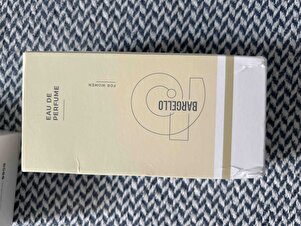 BARGELLO
FOR WOMEN
EAU DE
PERFUME